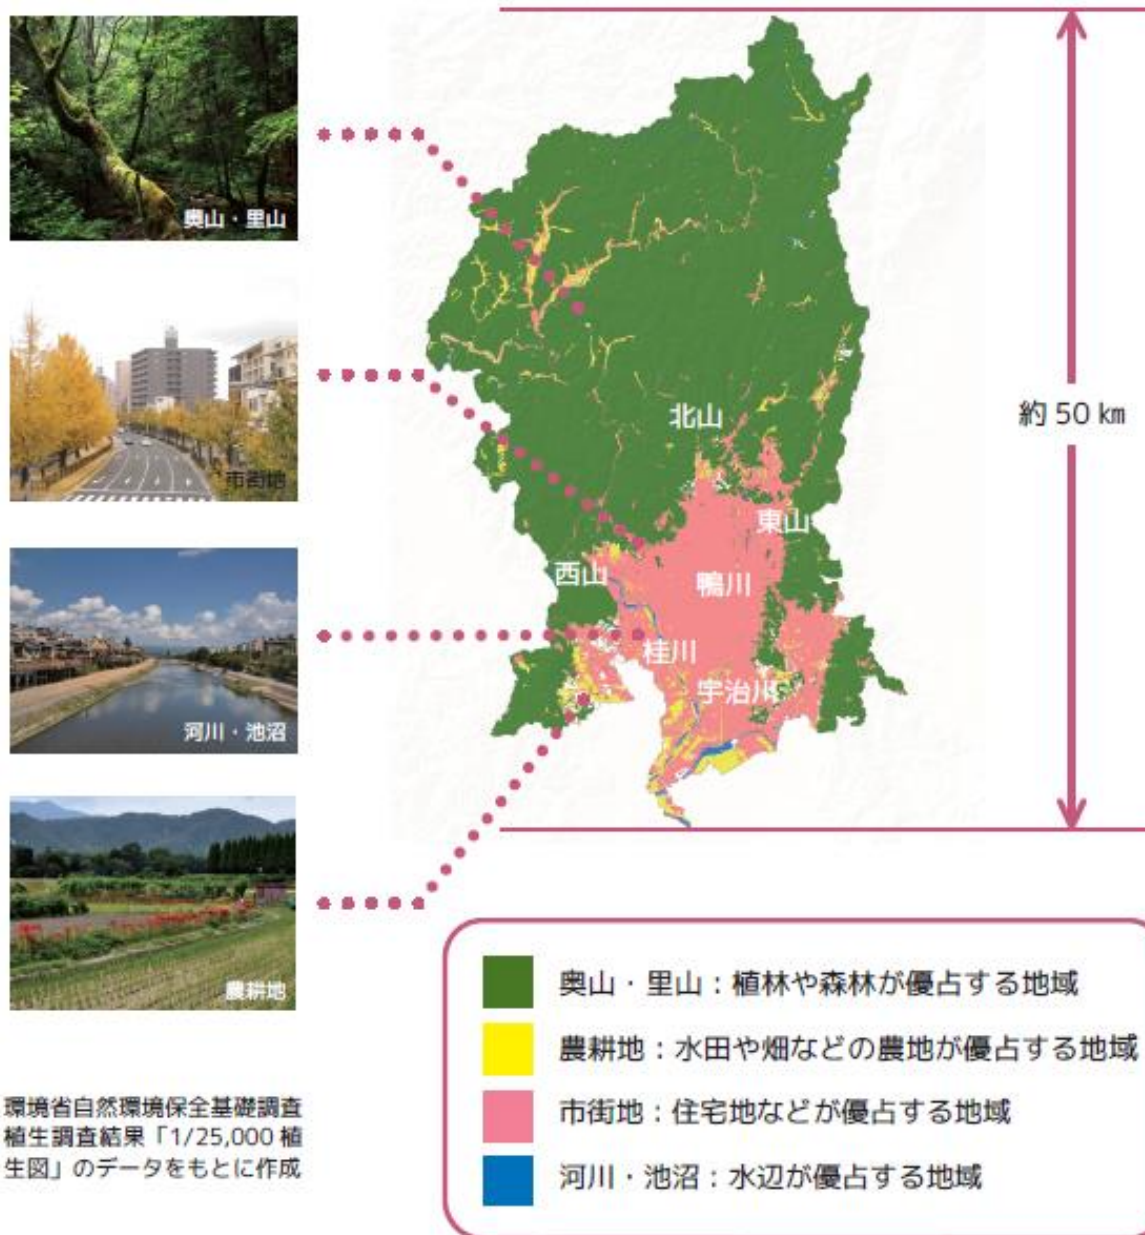 奥山・里山
市街地
河川・池沼
農耕地
北山
東山
西山
鴨川
桂川
宇治川
約 50 ㎞
奥山・里山：植林や森林が優占する地域
農耕地：水田や畑などの農地が優占する地域
市街地：住宅地などが優占する地域
河川・池沼：水辺が優占する地域
環境省自然環境保全基礎調査
植生調査結果「1/25,000 植
生図」のデータをもとに作成